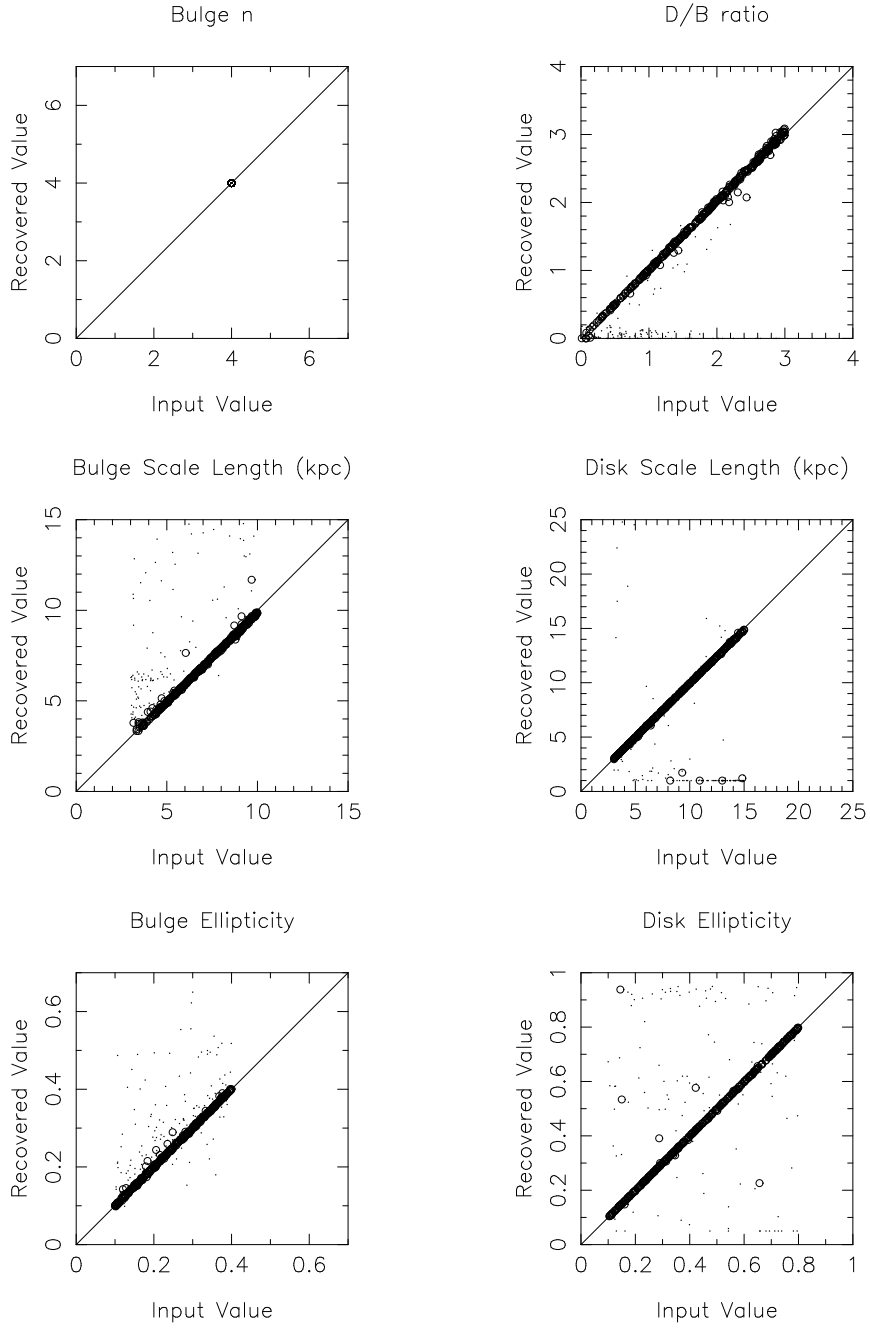 Bulge n
D/B ratio
Recovered Value
6
4
2
0
0 2 4 6
Input Value
Recovered Value
4
3
2
1
0
0 1 2 3 4
Input Value
Bulge Scale Length (kpc)
Disk Scale Length (kpc)
Recovered Value
15
10
5
0
0 5 10 15
Input Value
Recovered Value
25
20
15
10
5
0
0 5 10 15 20 25
Input Value
Bulge Ellipticity
Disk Ellipticity
Recovered Value
0.6
0.4
0.2
0
0 0.2 0.4 0.6
Input Value
Recovered Value
1
0.8
0.6
0.4
0.2
0
0 0.2 0.4 0.6 0.8 1
Input Value